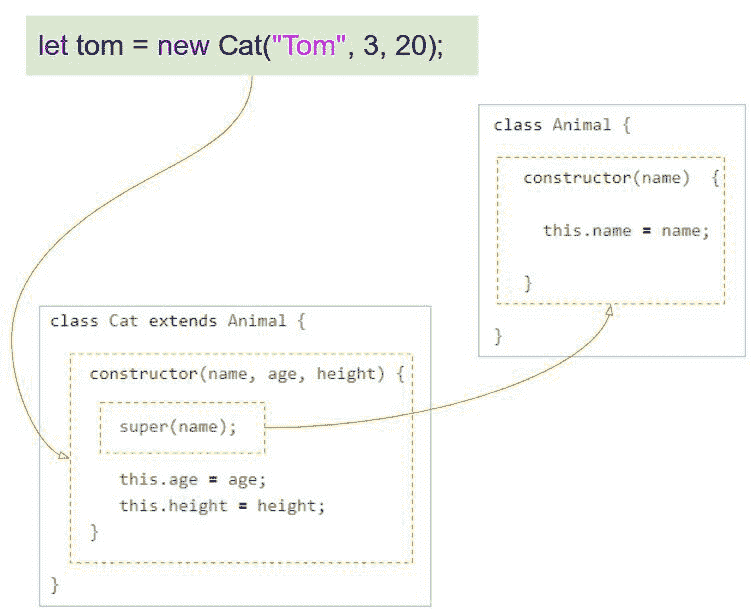 let tom = new Cat("Tom", 3, 20);
class Animal {
constructor(name) {
this.name = name;
}
}
class Cat extends Animal {
constructor(name, age, height) {
super(name);
this.age = age;
this.height = height;
}
}